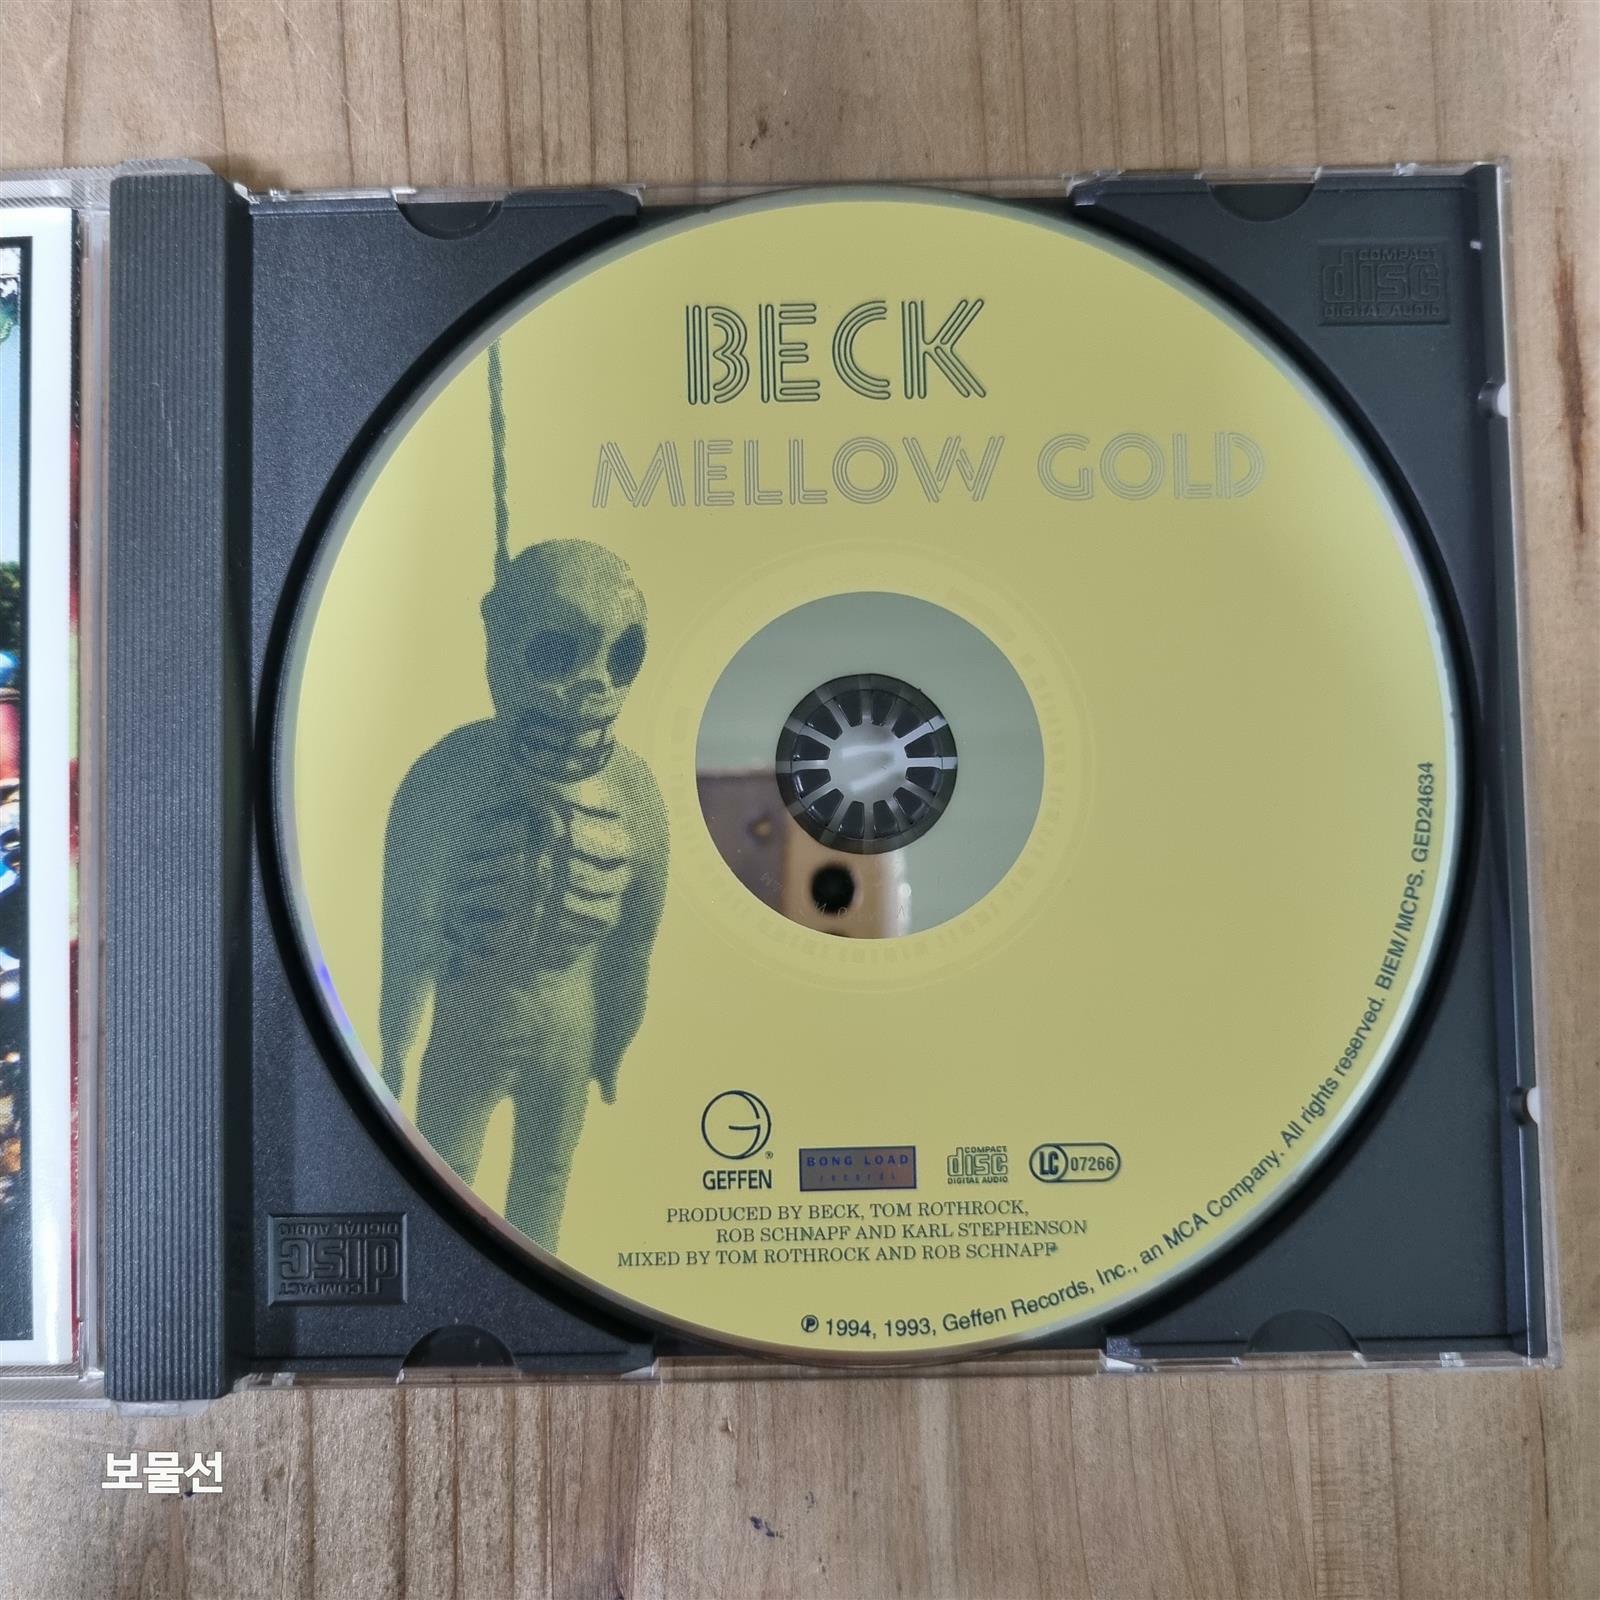 COMPACT
disc
DIGITAL AUDIO
BECK
MELLOW GOLD
GEFFEN
®
BONG LOAD
records
COMPACT
disc
DIGITAL AUDIO
LC 07266
PRODUCED BY BECK, TOM ROTHROCK,
ROB SCHNAPF AND KARL STEPHENSON
MIXED BY TOM ROTHROCK AND ROB SCHNAPF
℗ 1994, 1993, Geffen Records, Inc., an MCA Company. All rights reserved. BIEM/MCPS. GED24634
COMPACT
disc
DIGITAL AUDIO
보물선